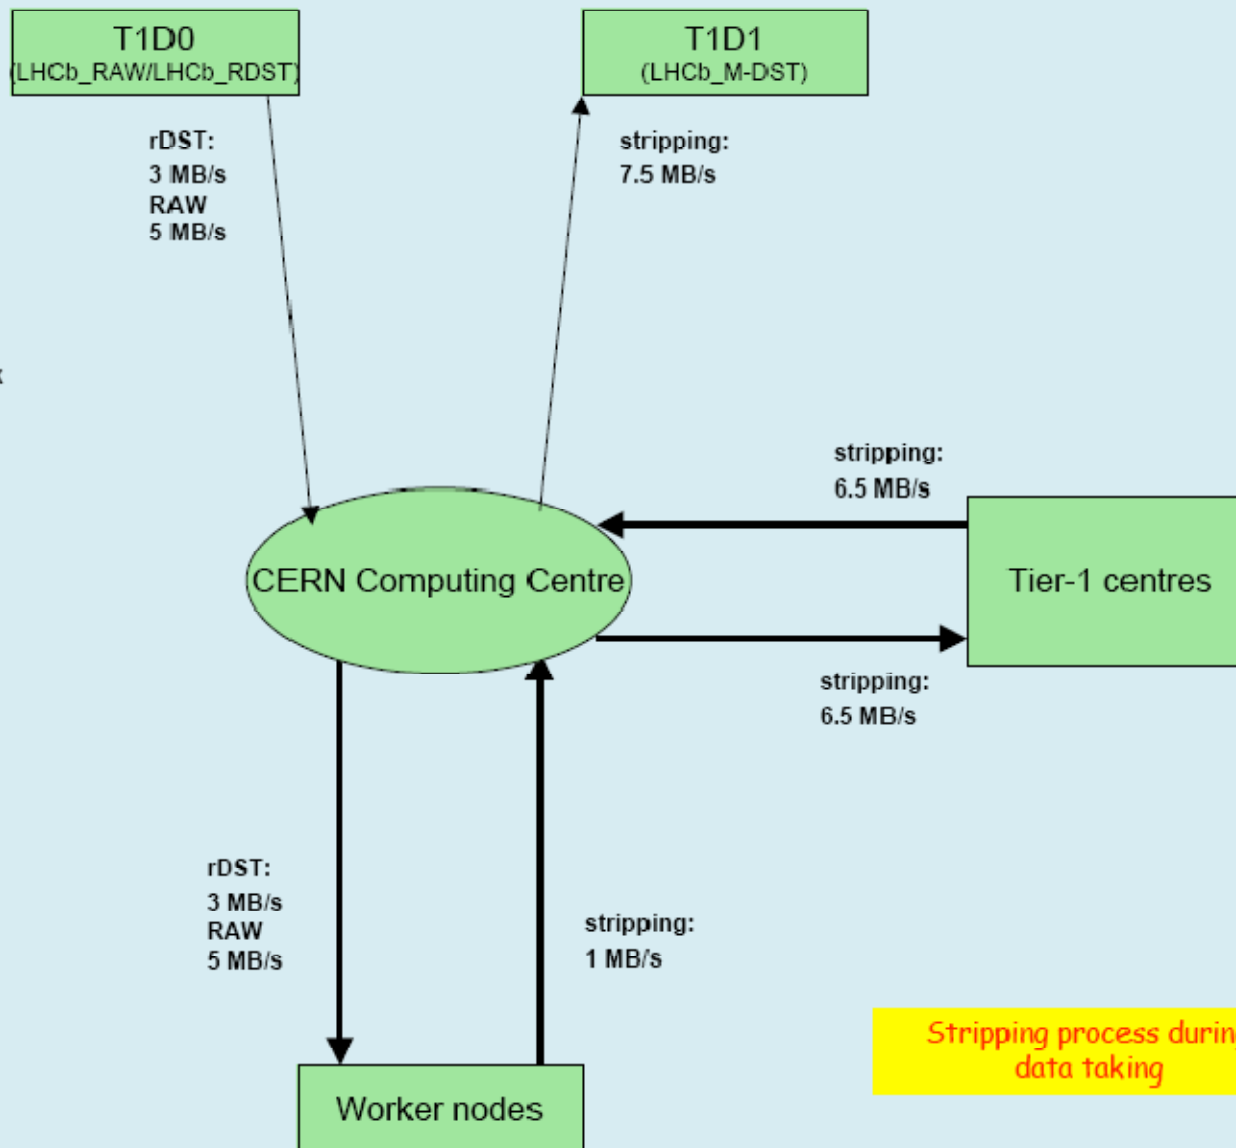 T1D0
(LHCb_RAW/LHCb_RDST)
T1D1
(LHCb_M-DST)
rDST:
3 MB/s
RAW
5 MB/s
stripping:
7.5 MB/s
stripping:
6.5 MB/s
CERN Computing Centre
Tier-1 centres
stripping:
6.5 MB/s
rDST:
3 MB/s
RAW
5 MB/s
stripping:
1 MB/s
Stripping process during
data taking
Worker nodes